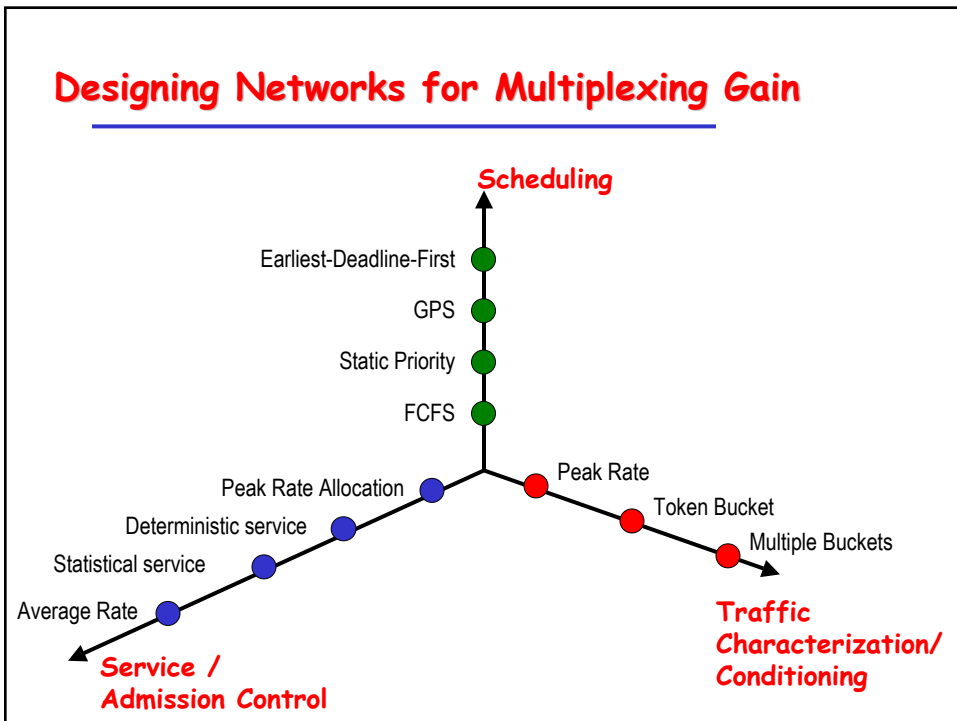 Designing Networks for Multiplexing Gain
Scheduling
Earliest-Deadline-First
GPS
Static Priority
FCFS
Peak Rate Allocation
Deterministic service
Statistical service
Average Rate
Service /
Admission Control
Peak Rate
Token Bucket
Multiple Buckets
Traffic
Characterization/
Conditioning